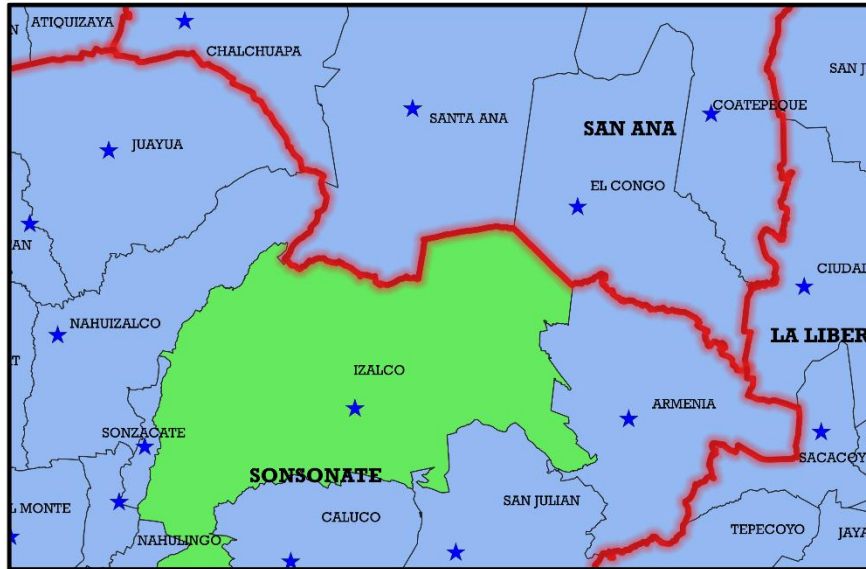 ATIQUIZAYA
CHALCHUAPA
SAN J
JUAYUA
SANTA ANA
SAN ANA
COATEPEQUE
EL CONGO
AN
CIUDAL
NAHUIZALCO
LA LIBER
T
IZALCO
ARMENIA
SONZACATE
SACACOY
SONSONATE
L MONTE
CALUCO
SAN JULIAN
TEPECOYO
JAYA
NAHULINGO